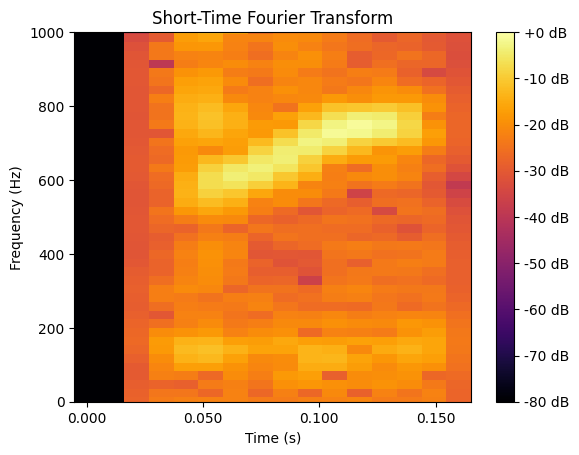 Short-Time Fourier Transform
1000
800
600
400
200
0
Frequency (Hz)
0.000
0.050
0.100
0.150
Time (s)
+0 dB
-10 dB
-20 dB
-30 dB
-40 dB
-50 dB
-60 dB
-70 dB
-80 dB